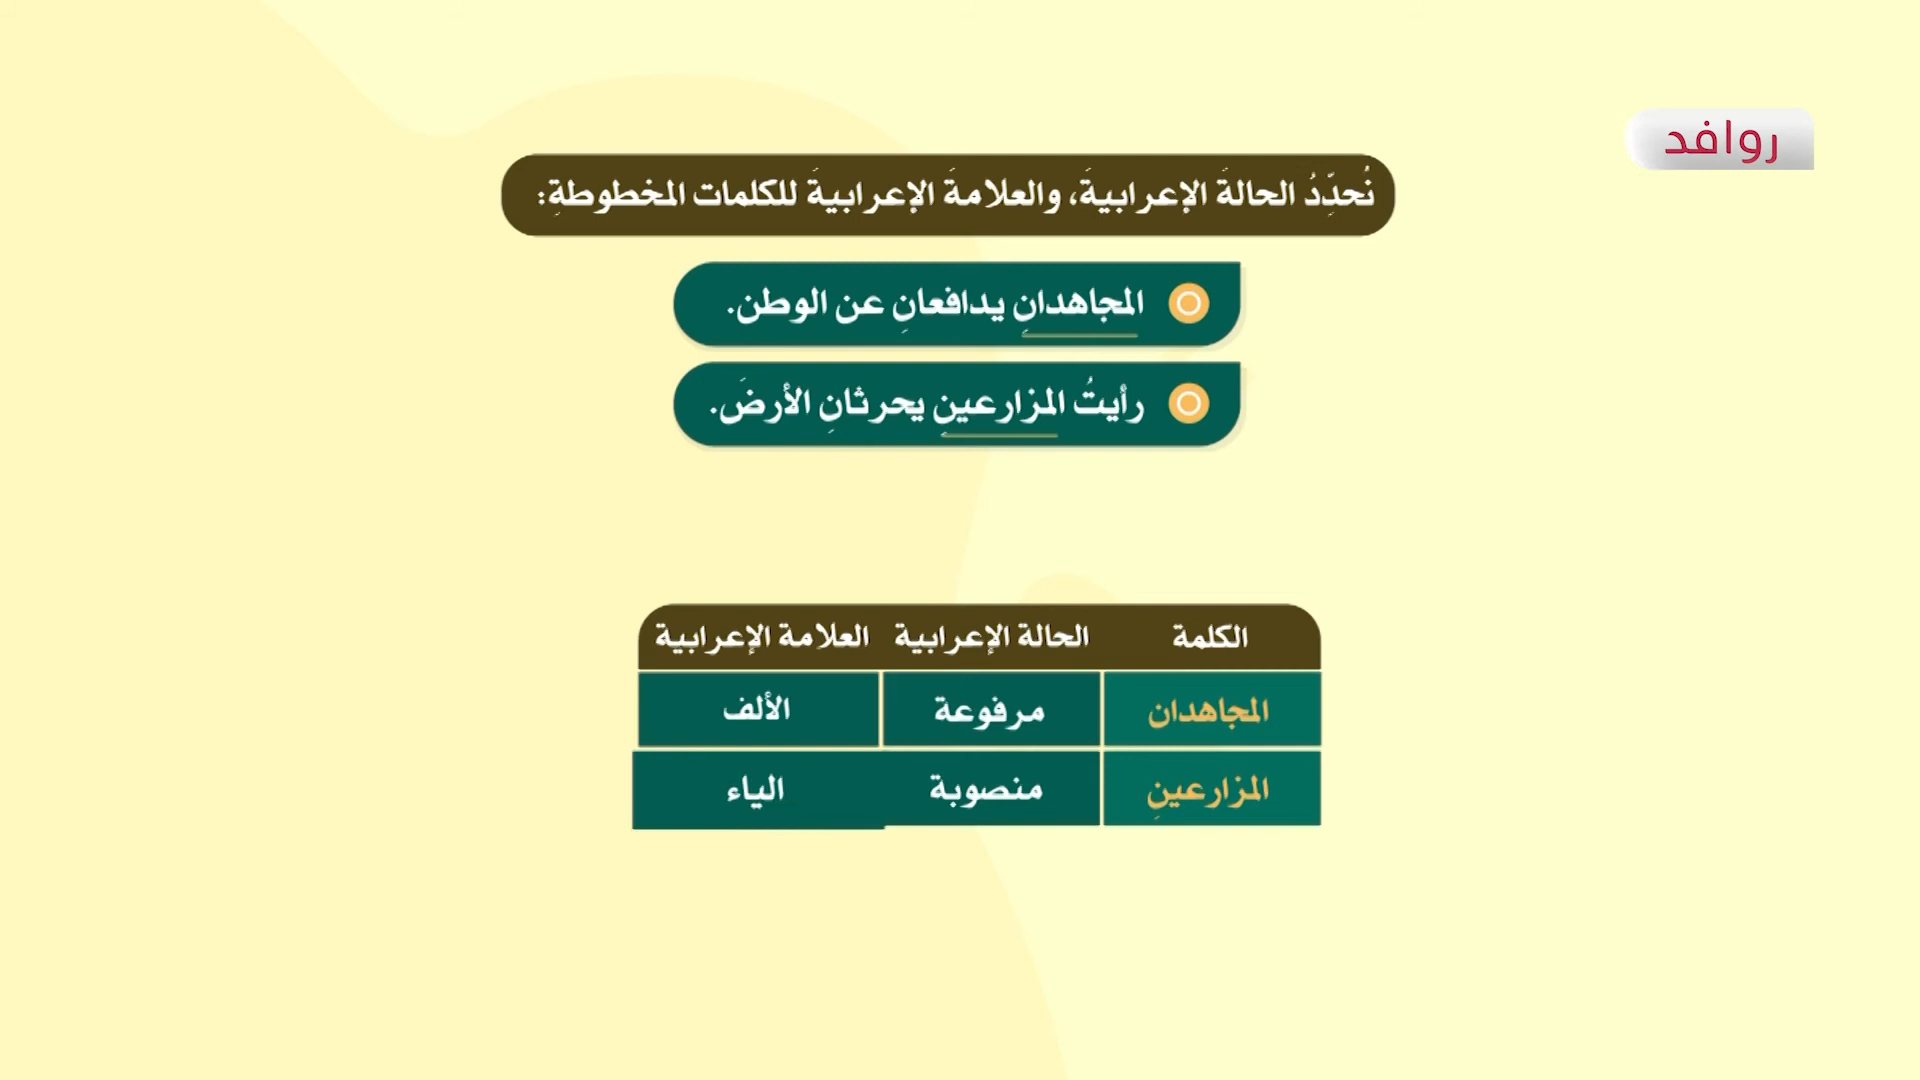 روافد
نُحدِّدُ الحالةَ الإعرابيةَ، والعلامةَ الإعرابيةَ للكلمات المخطوطةِ:
المجاهدانِ يدافعانِ عن الوطن.
رأيتُ المزارعينِ يحرثانِ الأرضَ.
الكلمة الحالة الإعرابية العلامة الإعرابية
المجاهدان مرفوعة الألف
المزارعينِ منصوبة الياء